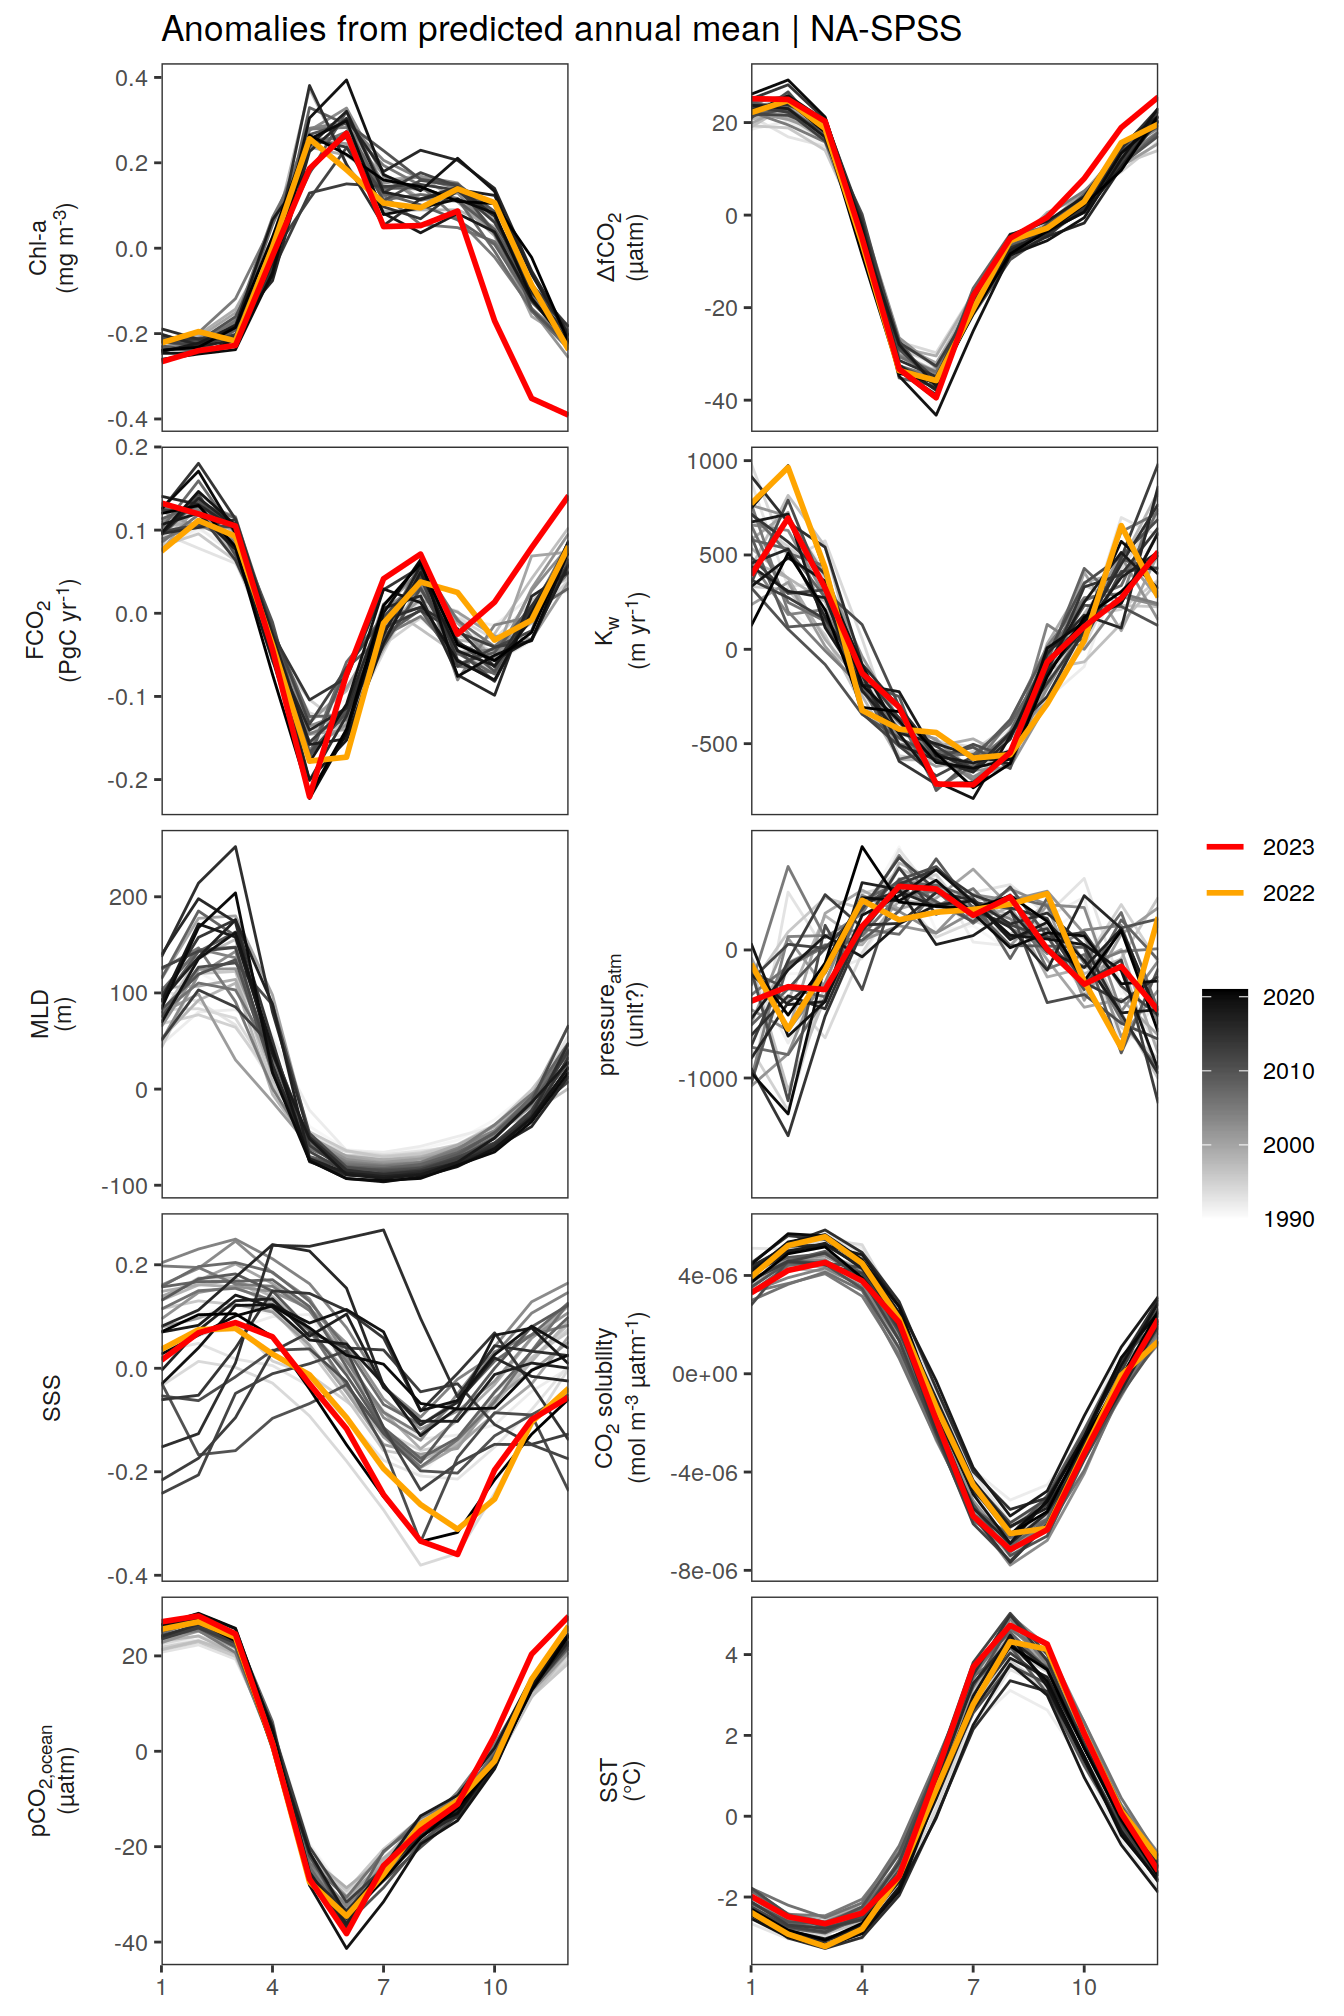 Anomalies from predicted annual mean | NA-SPSS
Chl-a
(mg m⁻³)
0.4
0.2
0.0
-0.2
-0.4
ΔfCO₂
(µatm)
20
0
-20
-40
FCO₂
(PgC yr⁻¹)
0.2
0.1
0.0
-0.1
-0.2
K_w
(m yr⁻¹)
1000
500
0
-500
MLD
(m)
200
100
0
-100
pressure_atm
(unit?)
0
-1000
SSS
0.2
0.0
-0.2
-0.4
CO₂ solubility
(mol m⁻³ µatm⁻¹)
4e-06
0e+00
-4e-06
-8e-06
pCO₂,ocean
(µatm)
20
0
-20
-40
1 4 7 10
SST
(°C)
4
2
0
-2
1 4 7 10
2023
2022
2020
2010
2000
1990